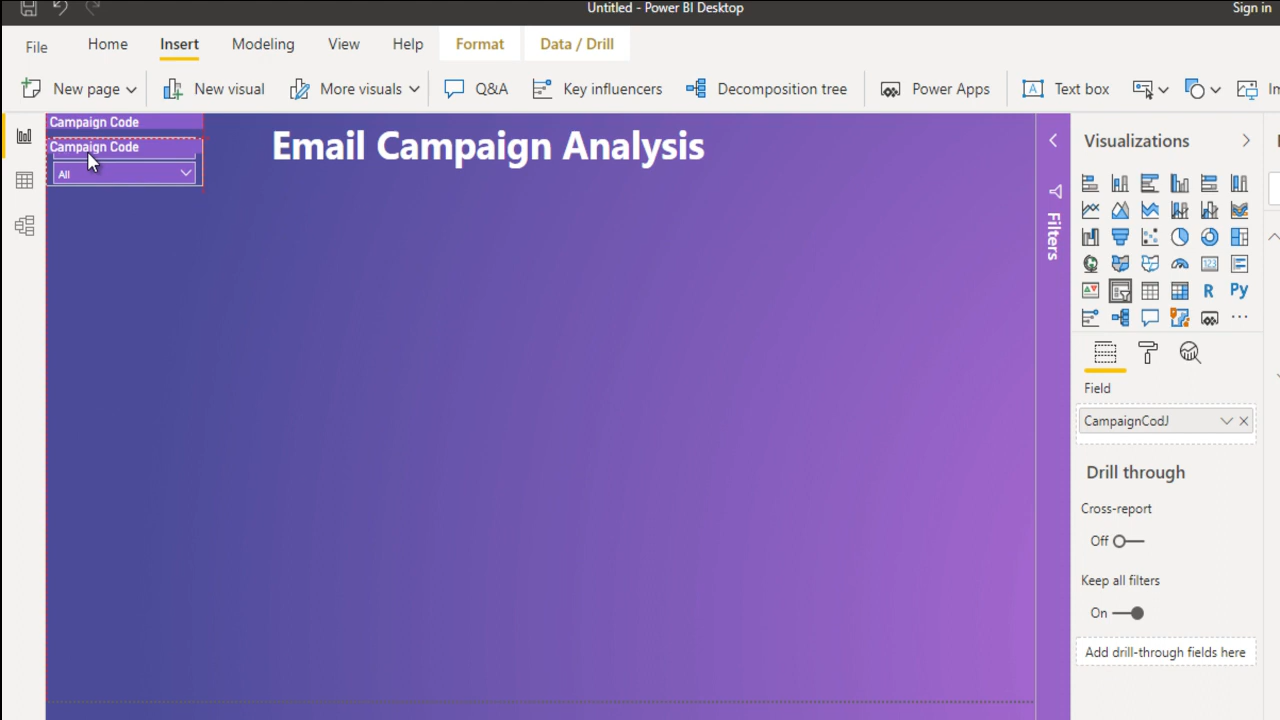 Untitled - Power BI Desktop
Sign in
File
Home
Insert
Modeling
View
Help
Format
Data / Drill
New page
New visual
More visuals
Q&A
Key influencers
Decomposition tree
Power Apps
Text box
Campaign Code
Campaign Code
All
Email Campaign Analysis
Filters
Visualizations
123
R
Py
Field
CampaignCodJ
Drill through
Cross-report
Off
Keep all filters
On
Add drill-through fields here